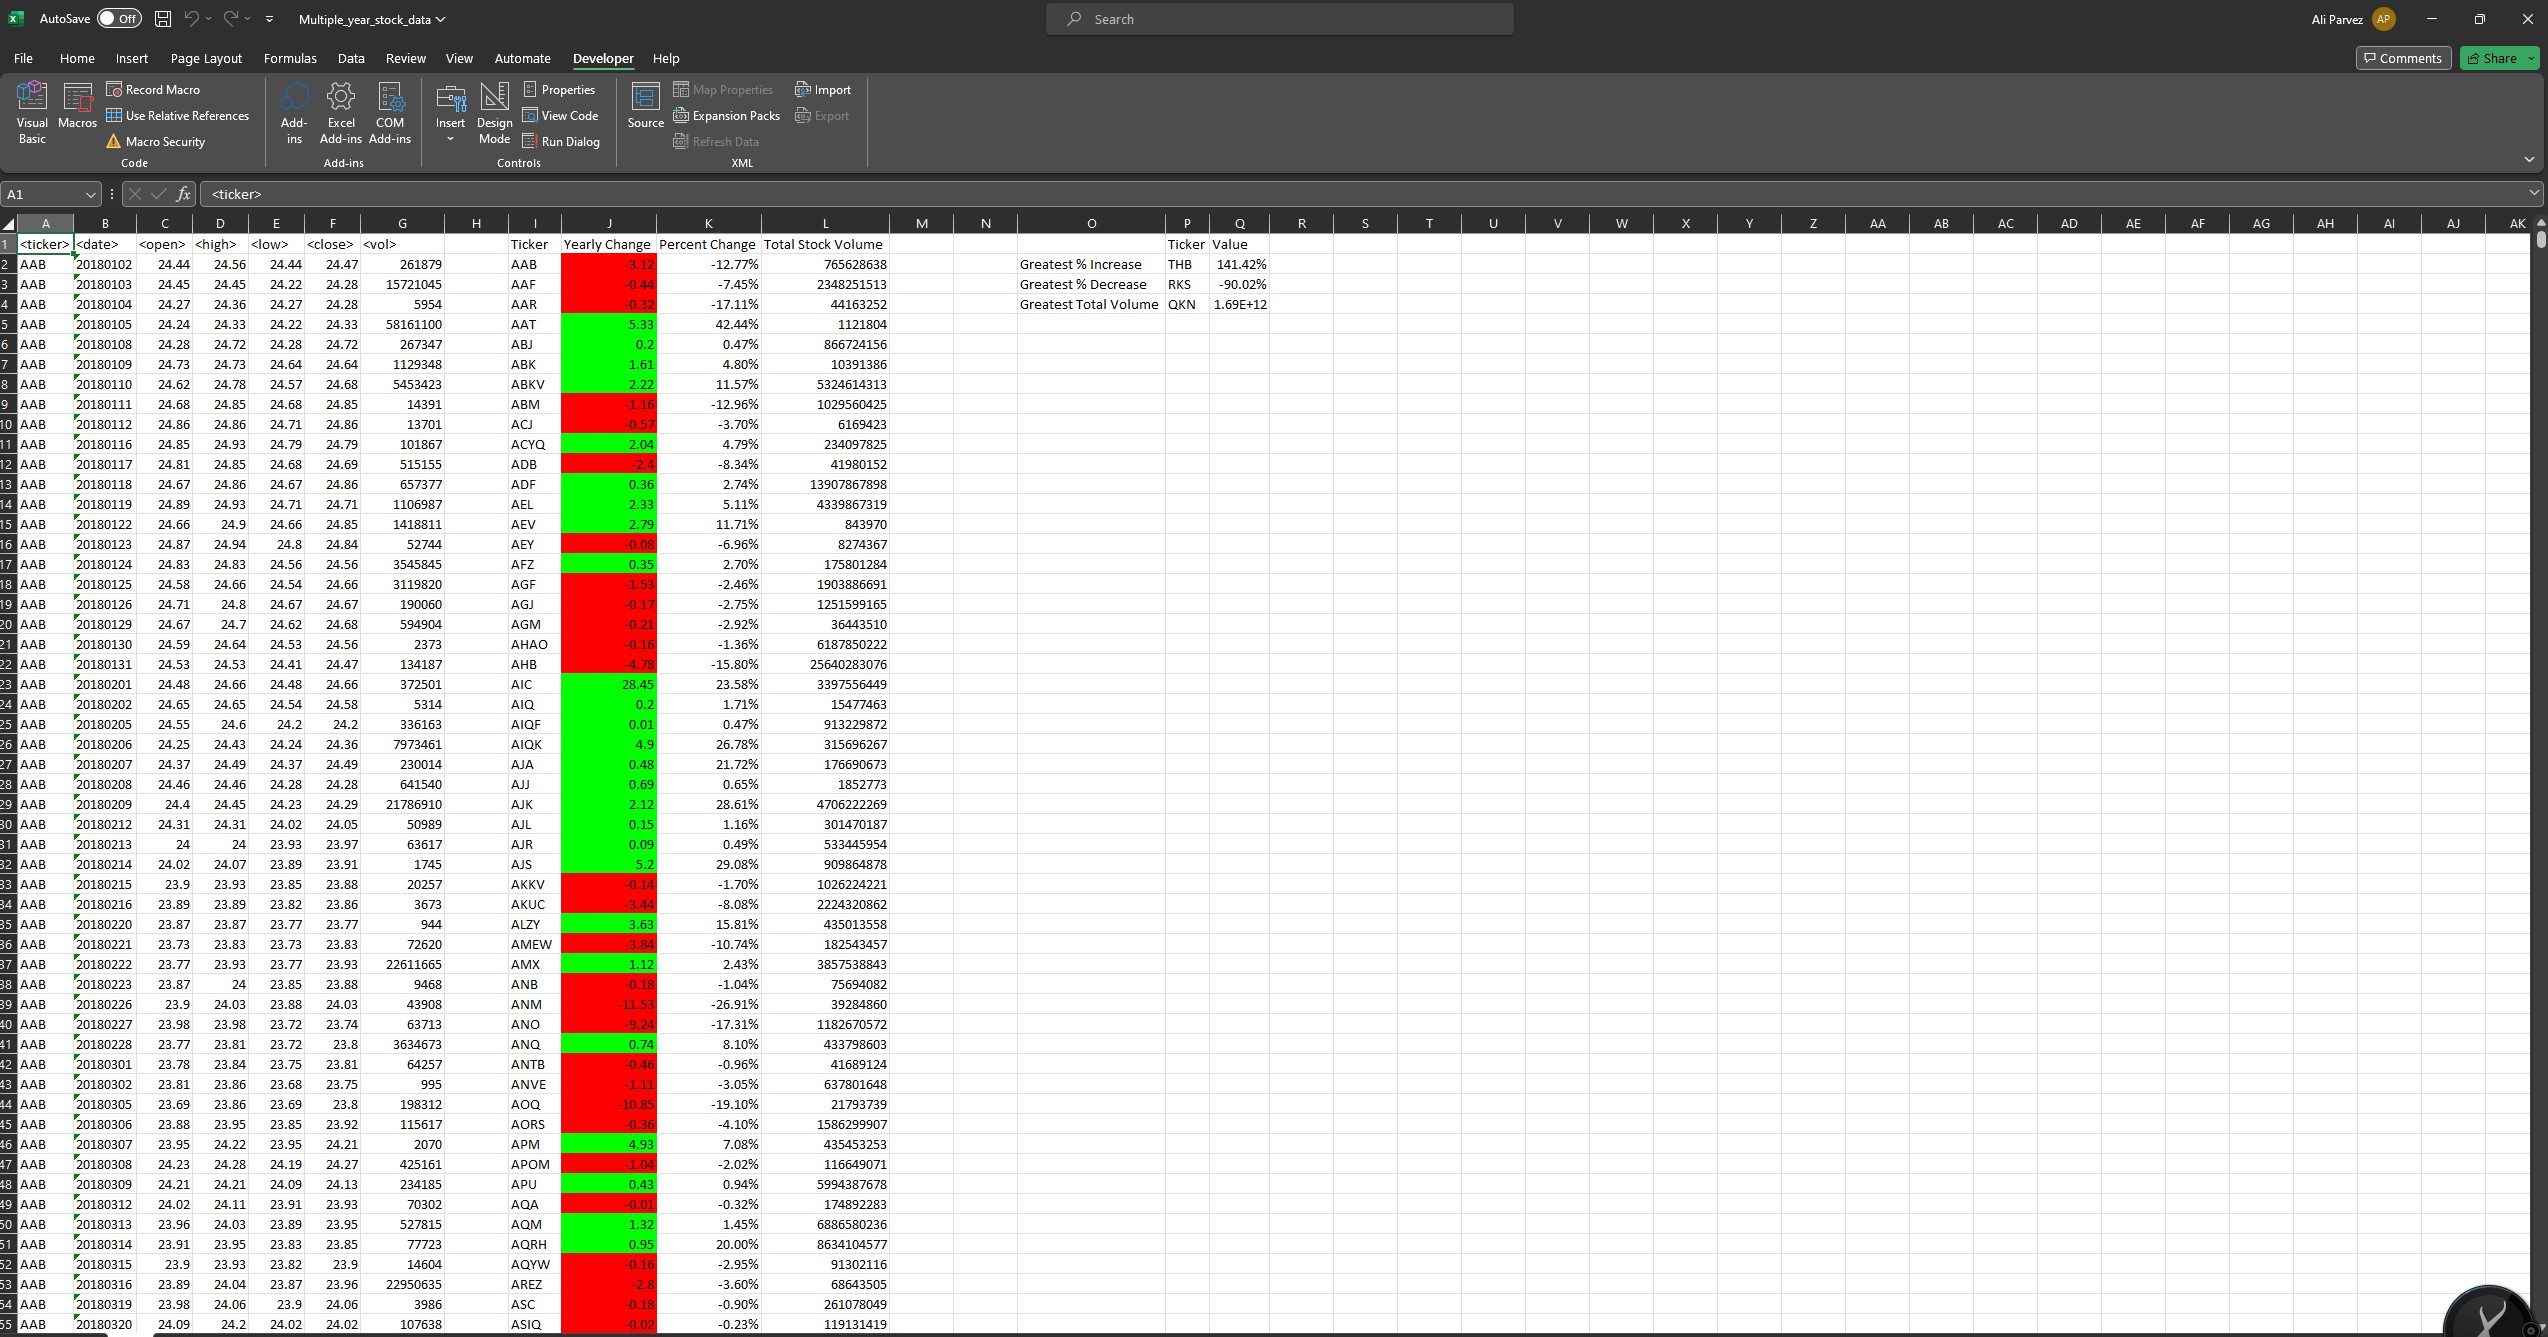 AutoSave Off Multiple_year_stock_data Search Ali Parvez AP
File Home Insert Page Layout Formulas Data Review View Automate Developer Help Comments Share
Visual Basic Macros Record Macro Use Relative References Macro Security Code
Add-ins Excel Add-ins COM Add-ins Add-ins
Insert Design Mode Properties View Code Run Dialog Controls
Source Map Properties Expansion Packs Refresh Data Import Export XML
A1 fx <ticker>
A B C D E F G H I J K L M N O P Q R S T U V W X Y Z AA AB AC AD AE AF AG AH AI AJ AK
1 <ticker> <date> <open> <high> <low> <close> <vol> Ticker Yearly Change Percent Change Total Stock Volume Ticker Value
2 AAB 20180102 24.44 24.56 24.44 24.47 261879 AAB -3.12 -12.77% 765628638 Greatest % Increase THB 141.42%
3 AAB 20180103 24.45 24.45 24.22 24.28 15721045 AAF -0.44 -7.45% 2348251513 Greatest % Decrease RKS -90.02%
4 AAB 20180104 24.27 24.36 24.27 24.28 5954 AAR -0.32 -17.11% 44163252 Greatest Total Volume QKN 1.69E+12
5 AAB 20180105 24.24 24.33 24.22 24.33 58161100 AAT 5.33 42.44% 1121804
6 AAB 20180108 24.28 24.72 24.28 24.72 267347 ABJ 0.2 0.47% 866724156
7 AAB 20180109 24.73 24.73 24.64 24.64 1129348 ABK 1.61 4.80% 10391386
8 AAB 20180110 24.62 24.78 24.57 24.68 5453423 ABKV 2.22 11.57% 5324614313
9 AAB 20180111 24.68 24.85 24.68 24.85 14391 ABM -1.16 -12.96% 1029560425
10 AAB 20180112 24.86 24.86 24.71 24.86 13701 ACJ -0.57 -3.70% 6169423
11 AAB 20180116 24.85 24.93 24.79 24.79 101867 ACYQ 2.04 4.79% 234097825
12 AAB 20180117 24.81 24.85 24.68 24.69 515155 ADB -2.4 -8.34% 41980152
13 AAB 20180118 24.67 24.86 24.67 24.86 657377 ADF 0.36 2.74% 13907867898
14 AAB 20180119 24.89 24.93 24.71 24.71 1106987 AEL 2.33 5.11% 4339867319
15 AAB 20180122 24.66 24.9 24.66 24.85 1418811 AEV 2.79 11.71% 843970
16 AAB 20180123 24.87 24.94 24.8 24.84 52744 AEY -0.08 -6.96% 8274367
17 AAB 20180124 24.83 24.83 24.56 24.56 3545845 AFZ 0.35 2.70% 175801284
18 AAB 20180125 24.58 24.66 24.54 24.66 3119820 AGF -1.53 -2.46% 1903886691
19 AAB 20180126 24.71 24.8 24.67 24.67 190060 AGJ -0.17 -2.75% 1251599165
20 AAB 20180129 24.67 24.7 24.62 24.68 594904 AGM -0.21 -2.92% 36443510
21 AAB 20180130 24.59 24.64 24.53 24.56 2373 AHAO -0.16 -1.36% 6187850222
22 AAB 20180131 24.53 24.53 24.41 24.47 134187 AHB -4.78 -15.80% 25640283076
23 AAB 20180201 24.48 24.66 24.48 24.66 372501 AIC 28.45 23.58% 3397556449
24 AAB 20180202 24.65 24.65 24.54 24.58 5314 AIQ 0.2 1.71% 15477463
25 AAB 20180205 24.55 24.6 24.2 24.2 336163 AIQF 0.01 0.47% 913229872
26 AAB 20180206 24.25 24.43 24.24 24.36 7973461 AIQK 4.9 26.78% 315696267
27 AAB 20180207 24.37 24.49 24.37 24.49 230014 AJA 0.48 21.72% 176690673
28 AAB 20180208 24.46 24.46 24.28 24.28 641540 AJJ 0.69 0.65% 1852773
29 AAB 20180209 24.4 24.45 24.23 24.29 21786910 AJK 2.12 28.61% 4706222269
30 AAB 20180212 24.31 24.31 24.02 24.05 50989 AJL 0.15 1.16% 301470187
31 AAB 20180213 24 24 23.93 23.97 63617 AJR 0.09 0.49% 533445954
32 AAB 20180214 24.02 24.07 23.89 23.91 1745 AJS 5.2 29.08% 909864878
33 AAB 20180215 23.9 23.93 23.85 23.88 20257 AKKV -0.14 -1.70% 1026224221
34 AAB 20180216 23.89 23.89 23.82 23.86 3673 AKUC -3.44 -8.08% 2224320862
35 AAB 20180220 23.87 23.87 23.77 23.77 944 ALZY 3.63 15.81% 435013558
36 AAB 20180221 23.73 23.83 23.73 23.83 72620 AMEW -3.84 -10.74% 182543457
37 AAB 20180222 23.77 23.93 23.77 23.93 22611665 AMX 1.12 2.43% 3857538843
38 AAB 20180223 23.87 24 23.85 23.88 9468 ANB -0.18 -1.04% 75694082
39 AAB 20180226 23.9 24.03 23.88 24.03 43908 ANM -11.53 -26.91% 39284860
40 AAB 20180227 23.98 23.98 23.72 23.74 63713 ANO -9.24 -17.31% 1182670572
41 AAB 20180228 23.77 23.81 23.72 23.8 3634673 ANQ 0.74 8.10% 433798603
42 AAB 20180301 23.78 23.84 23.75 23.81 64257 ANTB -0.46 -0.96% 41689124
43 AAB 20180302 23.81 23.86 23.68 23.75 995 ANVE -1.11 -3.05% 637801648
44 AAB 20180305 23.69 23.86 23.69 23.8 198312 AOQ -10.85 -19.10% 21793739
45 AAB 20180306 23.88 23.95 23.85 23.92 115617 AORS -0.36 -4.10% 1586299907
46 AAB 20180307 23.95 24.22 23.95 24.21 2070 APM 4.93 7.08% 435453253
47 AAB 20180308 24.23 24.28 24.19 24.27 425161 APOM -1.04 -2.02% 116649071
48 AAB 20180309 24.21 24.21 24.09 24.13 234185 APU 0.43 0.94% 5994387678
49 AAB 20180312 24.02 24.11 23.91 23.93 70302 AQA -0.01 -0.32% 174892283
50 AAB 20180313 23.96 24.03 23.89 23.95 527815 AQM 1.32 1.45% 6886580236
51 AAB 20180314 23.91 23.95 23.83 23.85 77723 AQRH 0.95 20.00% 8634104577
52 AAB 20180315 23.9 23.93 23.82 23.9 14604 AQYW -0.16 -2.95% 91302116
53 AAB 20180316 23.89 24.04 23.87 23.96 22950635 AREZ -2.8 -3.60% 68643505
54 AAB 20180319 23.98 24.06 23.9 24.06 3986 ASC -0.18 -0.90% 261078049
55 AAB 20180320 24.09 24.2 24.02 24.02 107638 ASIQ -0.02 -0.23% 119131419